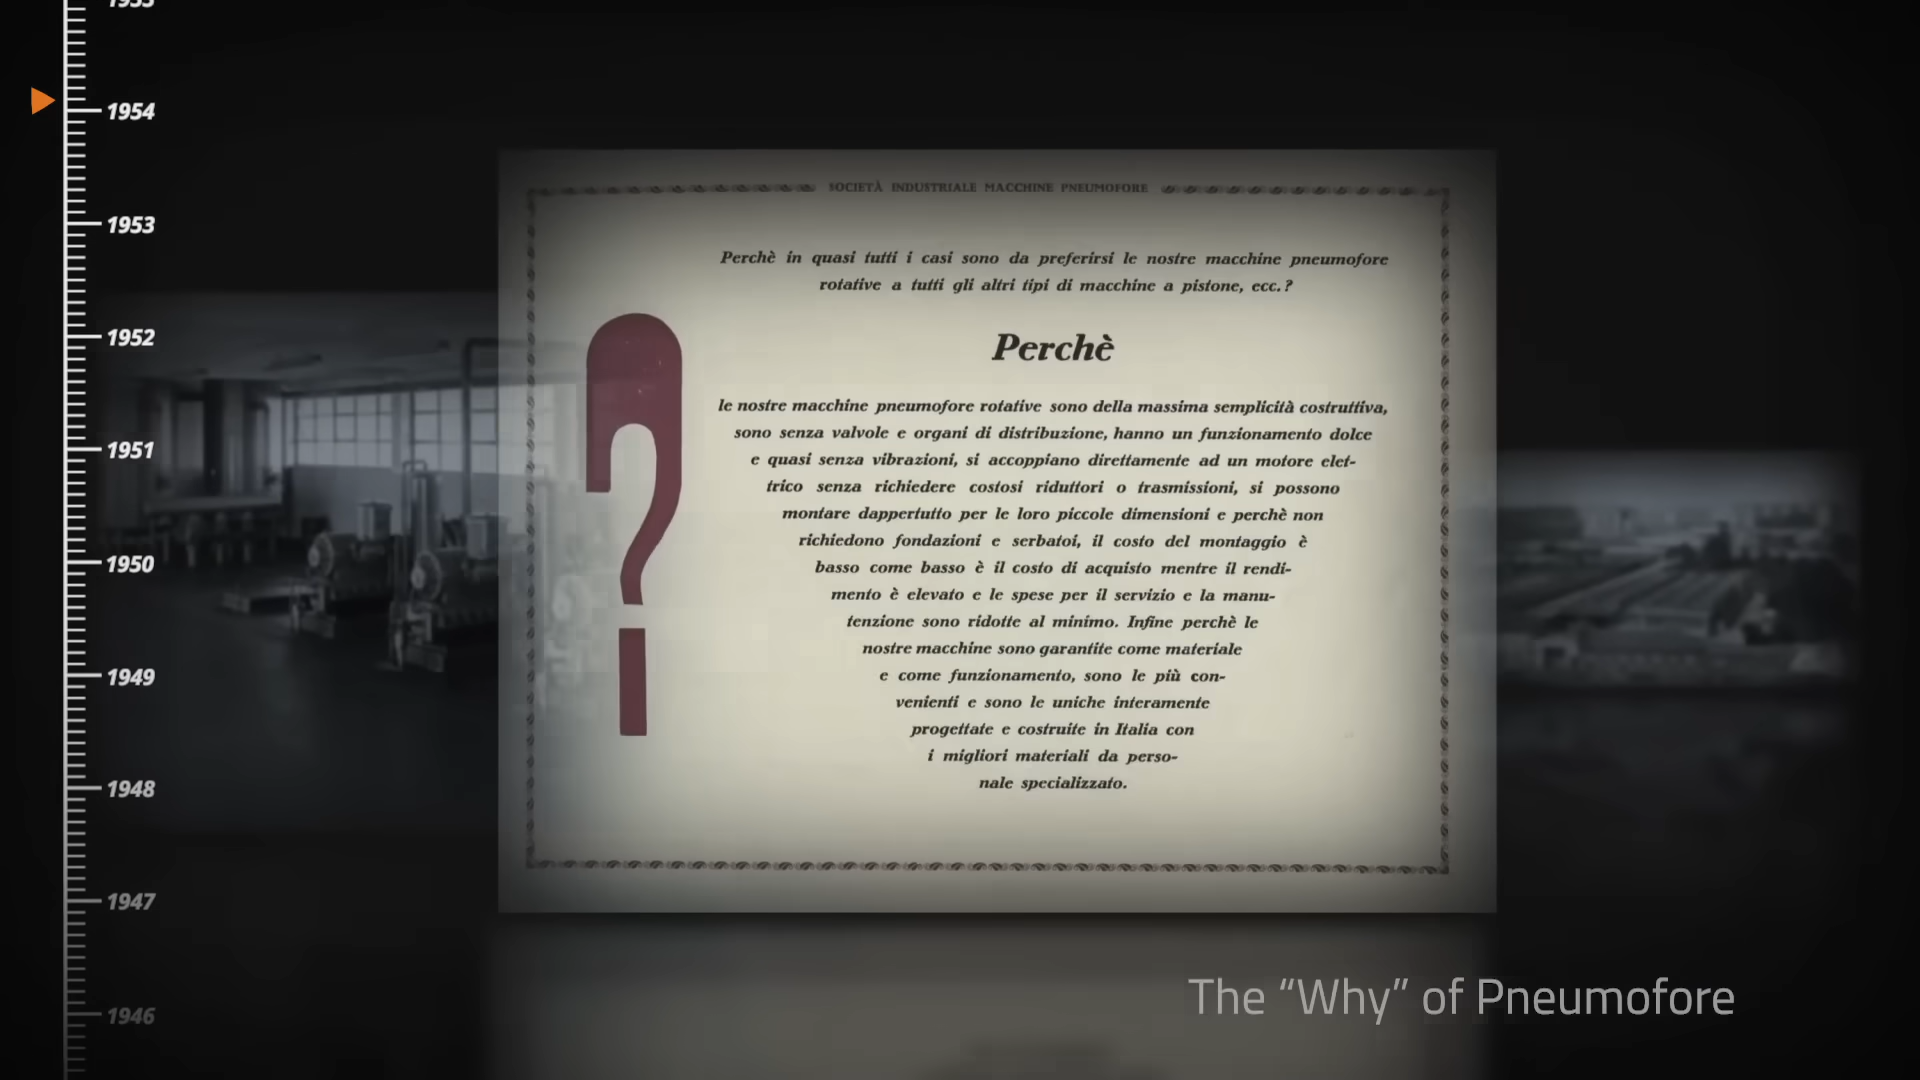 1954
1953
1952
1951
1950
1949
1948
1947
1946
SOCIETÀ INDUSTRIALE MACCHINE PNEUMOFORE
Perchè in quasi tutti i casi sono da preferirsi le nostre macchine pneumofore
rotative a tutti gli altri tipi di macchine a pistone, ecc.?
?
Perchè
le nostre macchine pneumofore rotative sono della massima semplicità costruttiva,
sono senza valvole e organi di distribuzione, hanno un funzionamento dolce
e quasi senza vibrazioni, si accoppiano direttamente ad un motore elet-
trico senza richiedere costosi riduttori o trasmissioni, si possono
montare dappertutto per le loro piccole dimensioni e perchè non
richiedono fondazioni e serbatoi, il costo del montaggio è
basso come basso è il costo di acquisto mentre il rendi-
mento è elevato e le spese per il servizio e la manu-
tenzione sono ridotte al minimo. Infine perchè le
nostre macchine sono garantite come materiale
e come funzionamento, sono le più con-
venienti e sono le uniche interamente
progettate e costruite in Italia con
i migliori materiali da perso-
nale specializzato.
The “Why” of Pneumofore